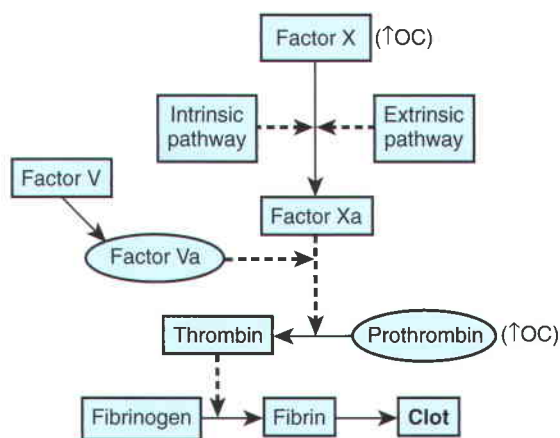 Factor X (↑OC)
Intrinsic
pathway
Extrinsic
pathway
Factor V
Factor Xa
Factor Va
Thrombin
Prothrombin (↑OC)
Fibrinogen
Fibrin
Clot